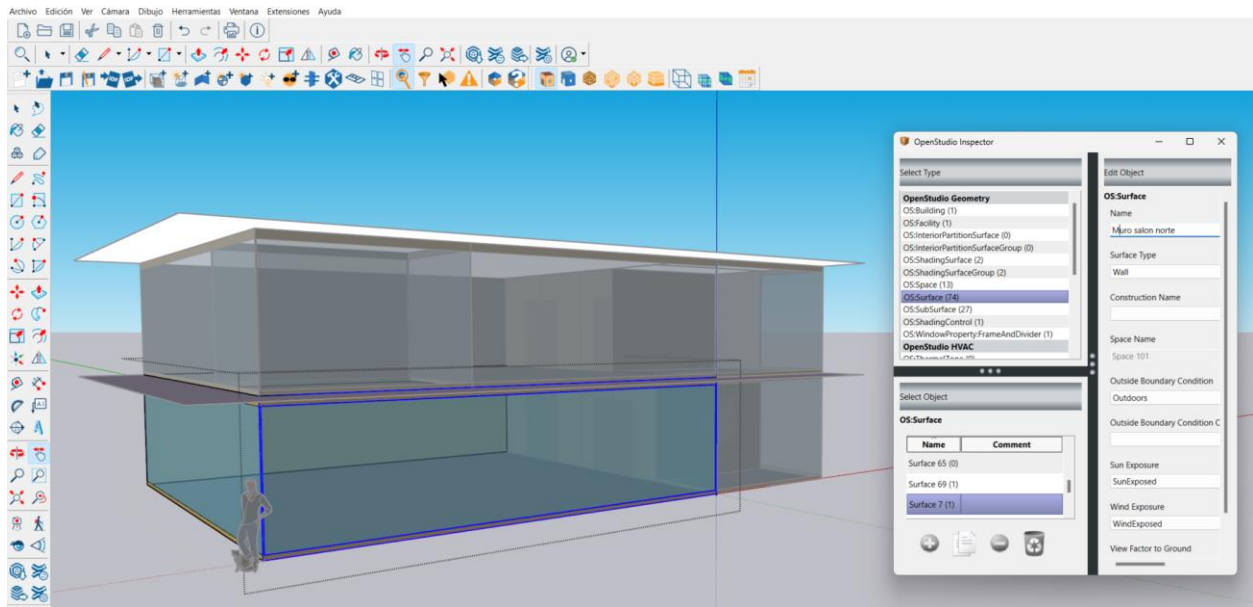 Archivo Edición Ver Cámara Dibujo Herramientas Ventana Extensiones Ayuda
OpenStudio Inspector
Select Type
OpenStudio Geometry
OS:Building (1)
OS:Facility (1)
OS:InteriorPartitionSurface (0)
OS:InteriorPartitionSurfaceGroup (0)
OS:ShadingSurface (2)
OS:ShadingSurfaceGroup (2)
OS:Space (13)
OS:Surface (74)
OS:SubSurface (27)
OS:ShadingControl (1)
OS:WindowProperty:FrameAndDivider (1)
OpenStudio HVAC
OS:ThermalZone (0)
Select Object
OS:Surface
Name Comment
Surface 65 (0)
Surface 69 (1)
Surface 7 (1)
Edit Object
OS:Surface
Name
Muro salon norte
Surface Type
Wall
Construction Name
Space Name
Space 101
Outside Boundary Condition
Outdoors
Outside Boundary Condition C
Sun Exposure
SunExposed
Wind Exposure
WindExposed
View Factor to Ground